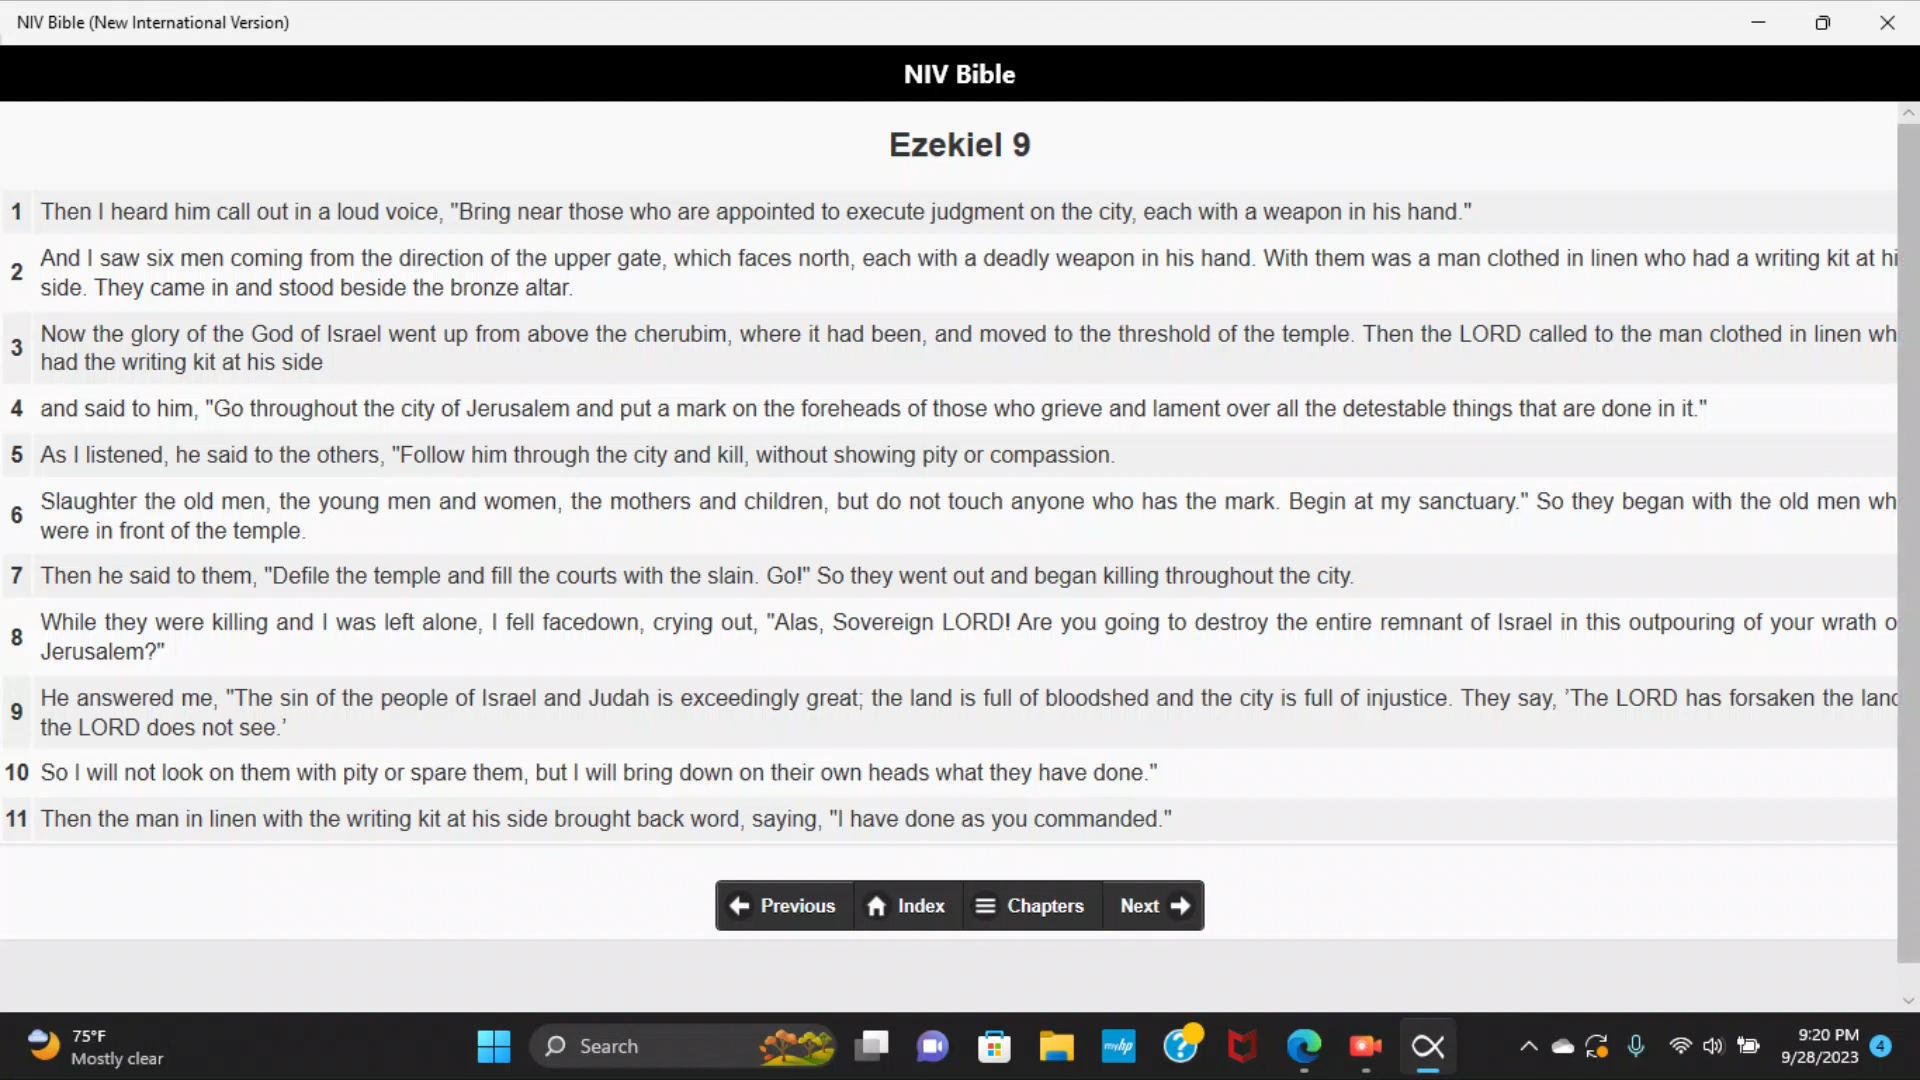 NIV Bible (New International Version)
NIV Bible
Ezekiel 9
1 Then I heard him call out in a loud voice, "Bring near those who are appointed to execute judgment on the city, each with a weapon in his hand."
2 And I saw six men coming from the direction of the upper gate, which faces north, each with a deadly weapon in his hand. With them was a man clothed in linen who had a writing kit at hi
side. They came in and stood beside the bronze altar.
3 Now the glory of the God of Israel went up from above the cherubim, where it had been, and moved to the threshold of the temple. Then the LORD called to the man clothed in linen wh
had the writing kit at his side
4 and said to him, "Go throughout the city of Jerusalem and put a mark on the foreheads of those who grieve and lament over all the detestable things that are done in it."
5 As I listened, he said to the others, "Follow him through the city and kill, without showing pity or compassion.
6 Slaughter the old men, the young men and women, the mothers and children, but do not touch anyone who has the mark. Begin at my sanctuary." So they began with the old men wh
were in front of the temple.
7 Then he said to them, "Defile the temple and fill the courts with the slain. Go!" So they went out and began killing throughout the city.
8 While they were killing and I was left alone, I fell facedown, crying out, "Alas, Sovereign LORD! Are you going to destroy the entire remnant of Israel in this outpouring of your wrath o
Jerusalem?"
9 He answered me, "The sin of the people of Israel and Judah is exceedingly great; the land is full of bloodshed and the city is full of injustice. They say, ’The LORD has forsaken the land
the LORD does not see.’
10 So I will not look on them with pity or spare them, but I will bring down on their own heads what they have done."
11 Then the man in linen with the writing kit at his side brought back word, saying, "I have done as you commanded."
Previous Index Chapters Next
75°F
Mostly clear
Search
myhp
9:20 PM
9/28/2023
4